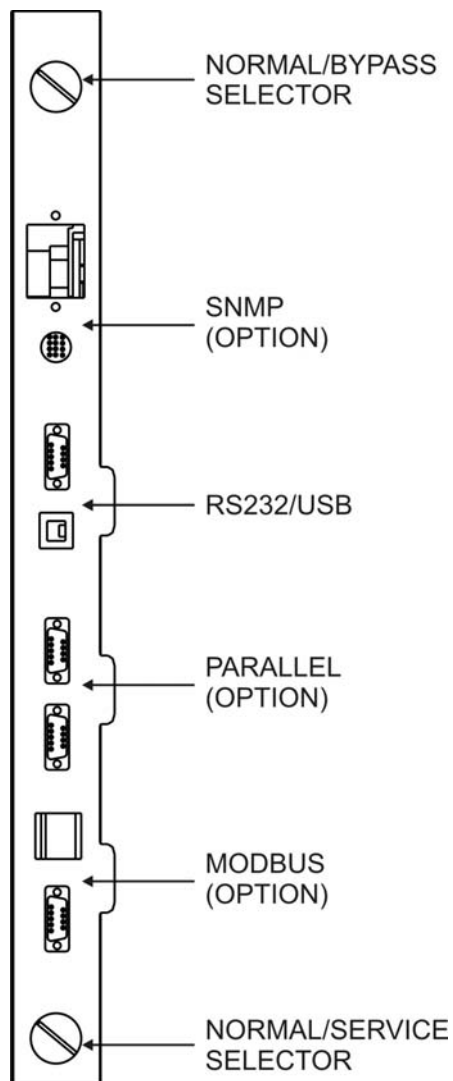 NORMAL/BYPASS
SELECTOR
SNMP
(OPTION)
RS232/USB
PARALLEL
(OPTION)
MODBUS
(OPTION)
NORMAL/SERVICE
SELECTOR